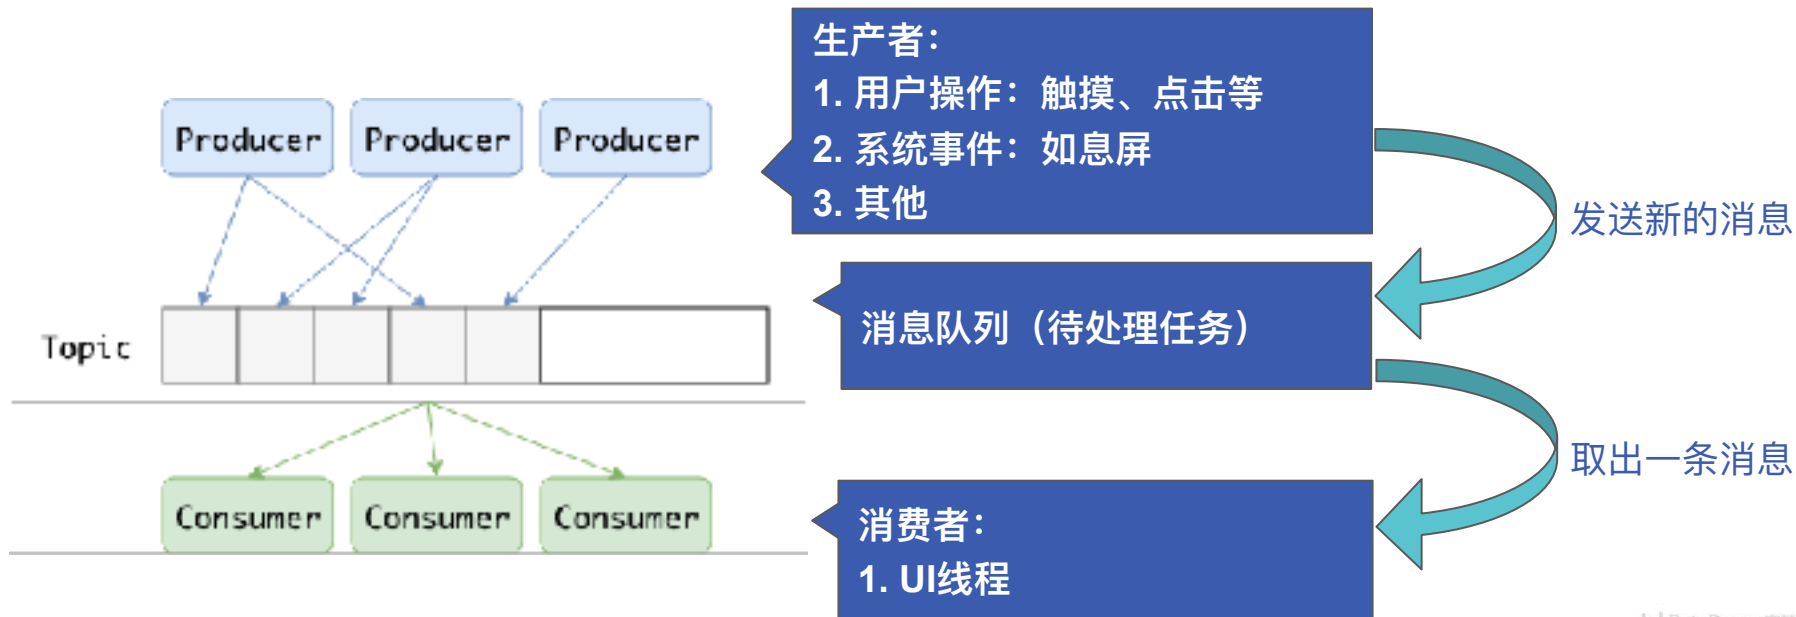 生产者：
1. 用户操作：触摸、点击等
2. 系统事件：如息屏
3. 其他
Producer
Producer
Producer
发送新的消息
消息队列（待处理任务）
Topic
取出一条消息
Consumer
Consumer
Consumer
消费者：
1. UI线程